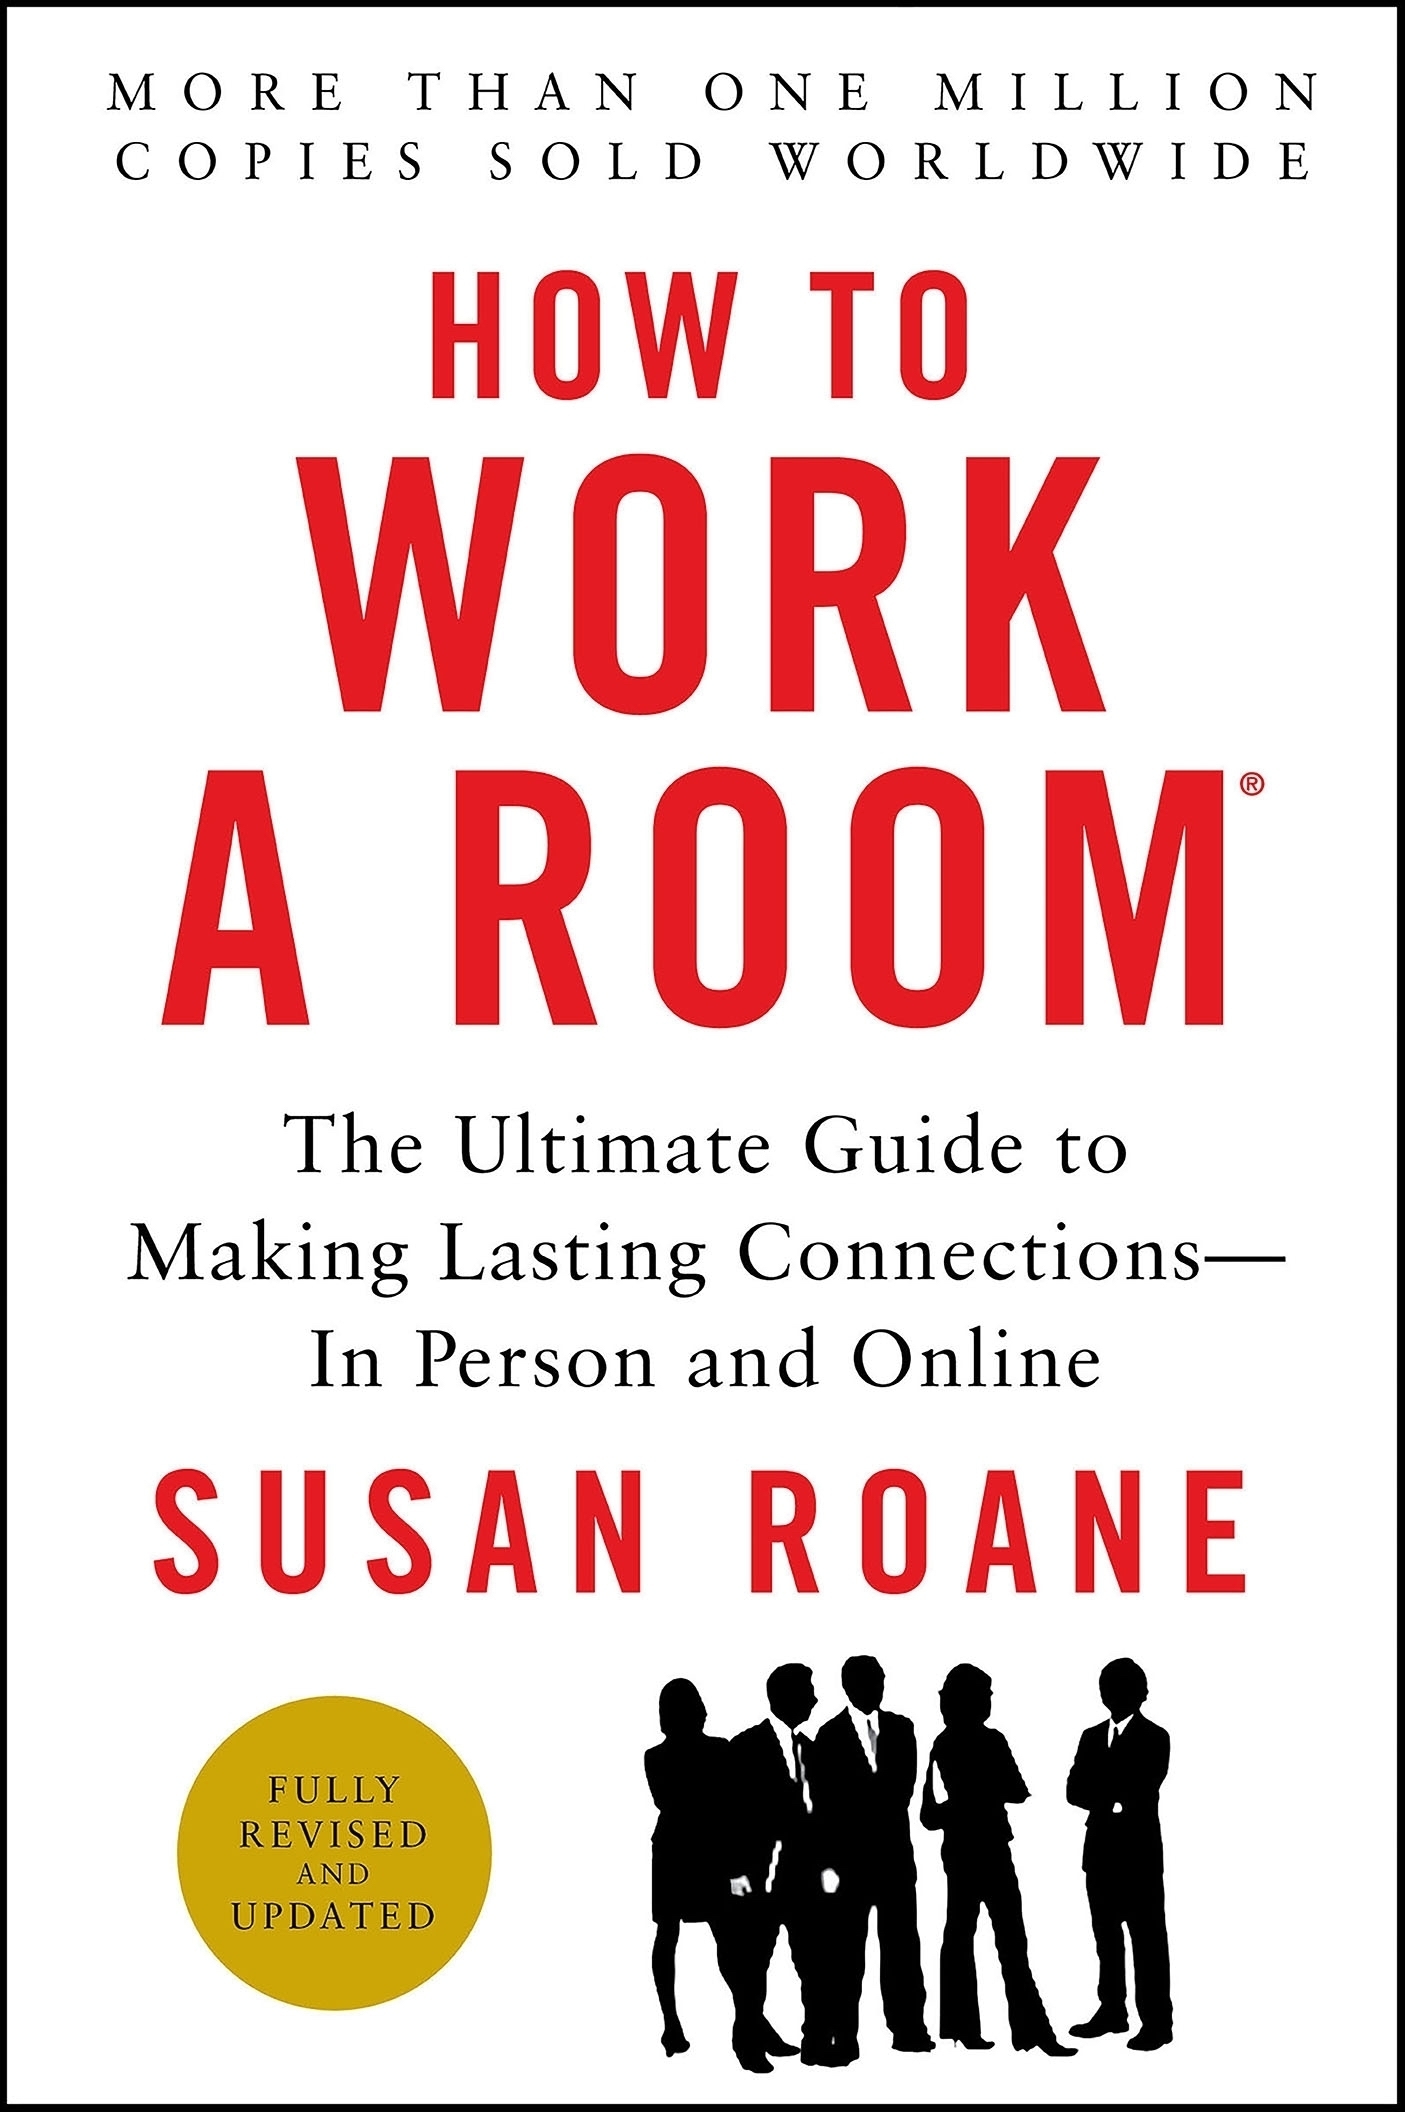 MORE THAN ONE MILLION
COPIES SOLD WORLDWIDE
HOW TO
WORK
A ROOM®
The Ultimate Guide to
Making Lasting Connections—
In Person and Online
SUSAN ROANE
FULLY
REVISED
AND
UPDATED